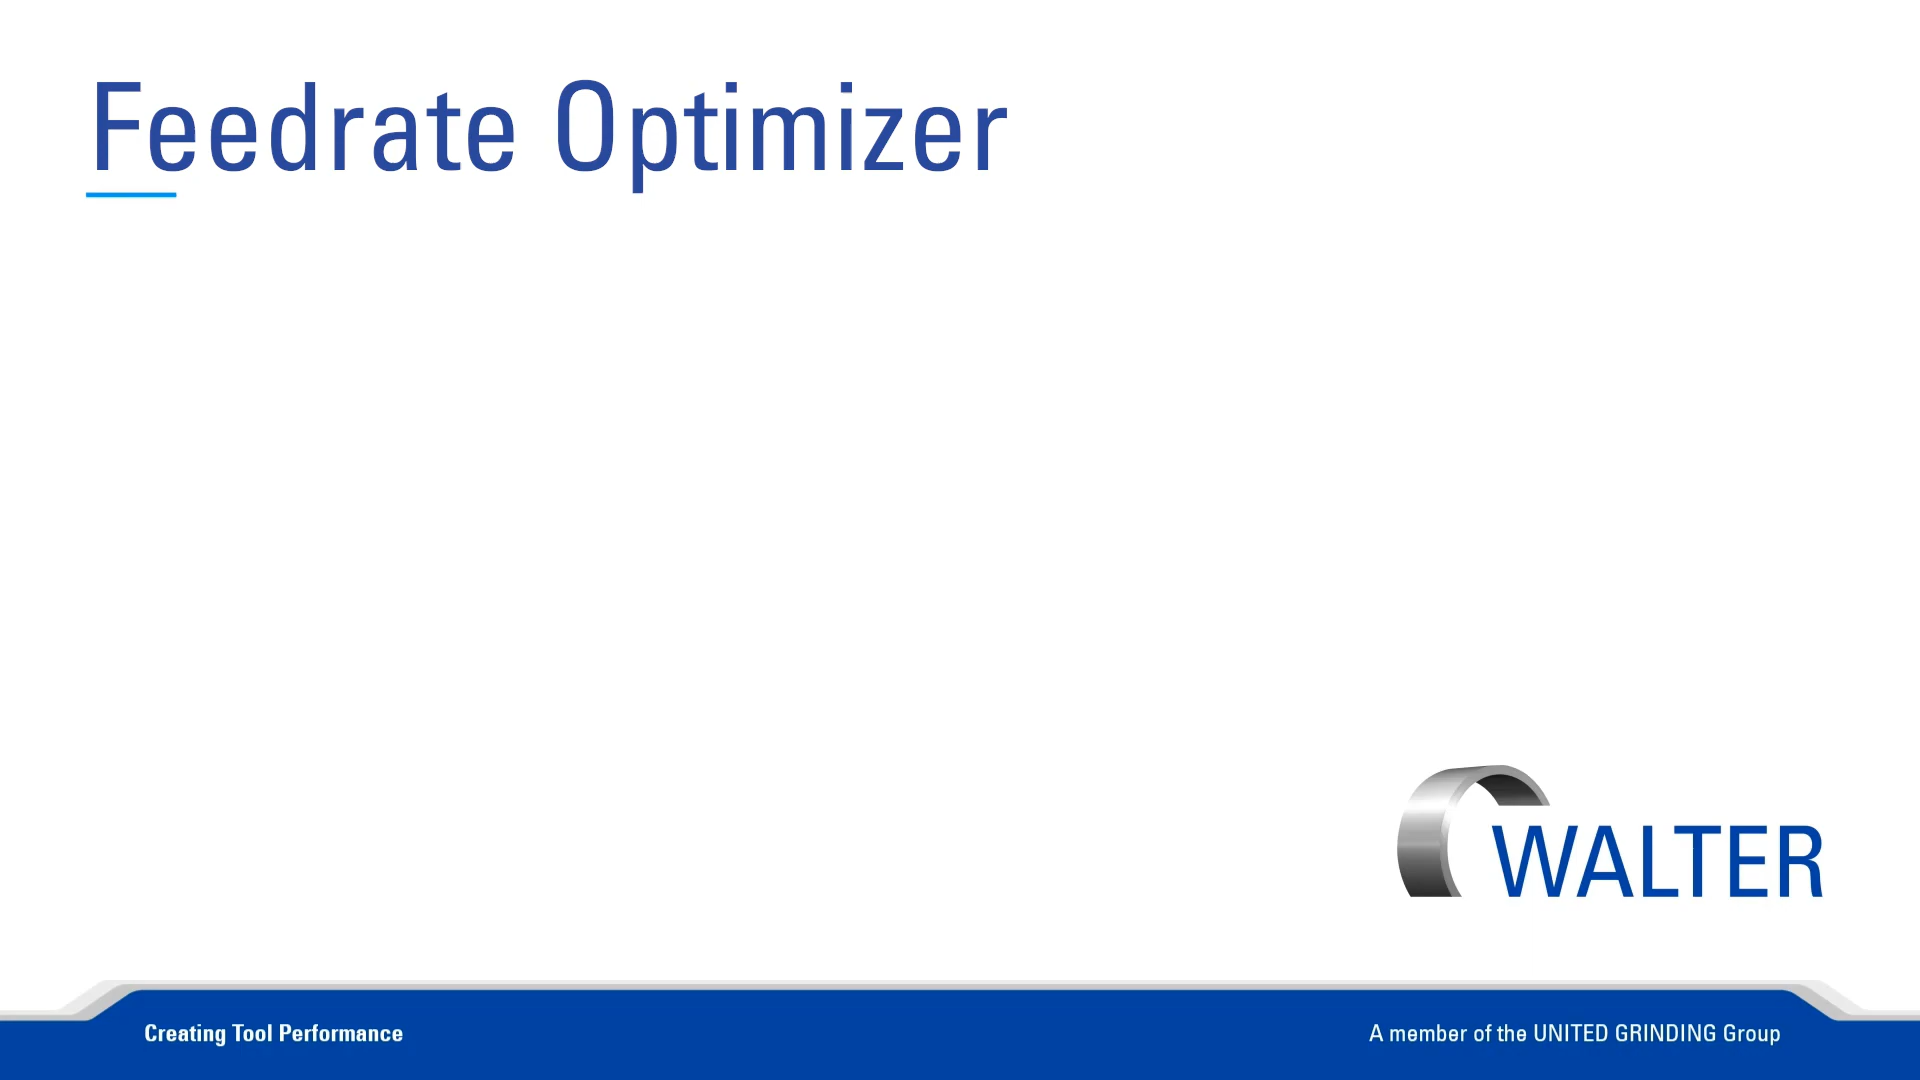 Feedrate Optimizer
WALTER
Creating Tool Performance
A member of the UNITED GRINDING Group